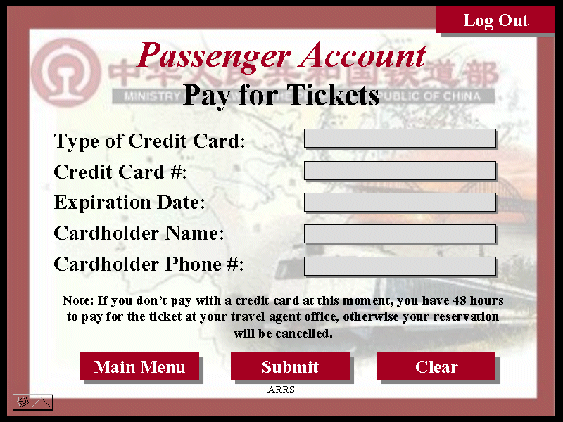 Log Out
Passenger Account
中华人民共和国铁道部
Pay for Tickets
MINISTRY PUBLIC OF CHINA
Type of Credit Card:
Credit Card #:
Expiration Date:
Cardholder Name:
Cardholder Phone #:
Note: If you don't pay with a credit card at this moment, you have 48 hours
to pay for the ticket at your travel agent office, otherwise your reservation
will be cancelled.
Main Menu
Submit
Clear
ARRS